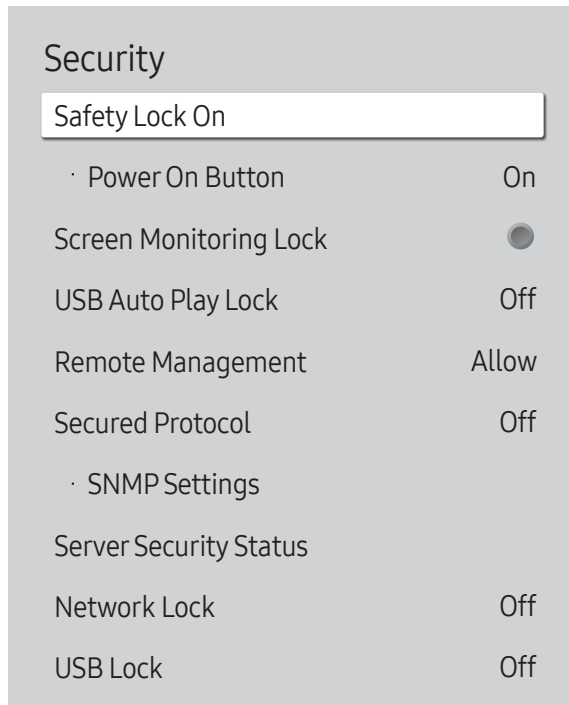 Security
Safety Lock On
· Power On Button On
Screen Monitoring Lock
USB Auto Play Lock Off
Remote Management Allow
Secured Protocol Off
· SNMP Settings
Server Security Status
Network Lock Off
USB Lock Off